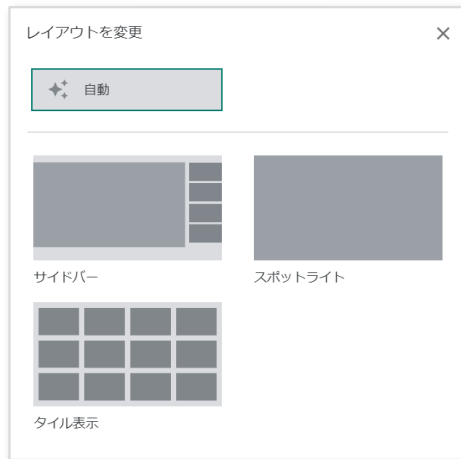 レイアウトを変更
自動
サイドバー
スポットライト
タイル表示